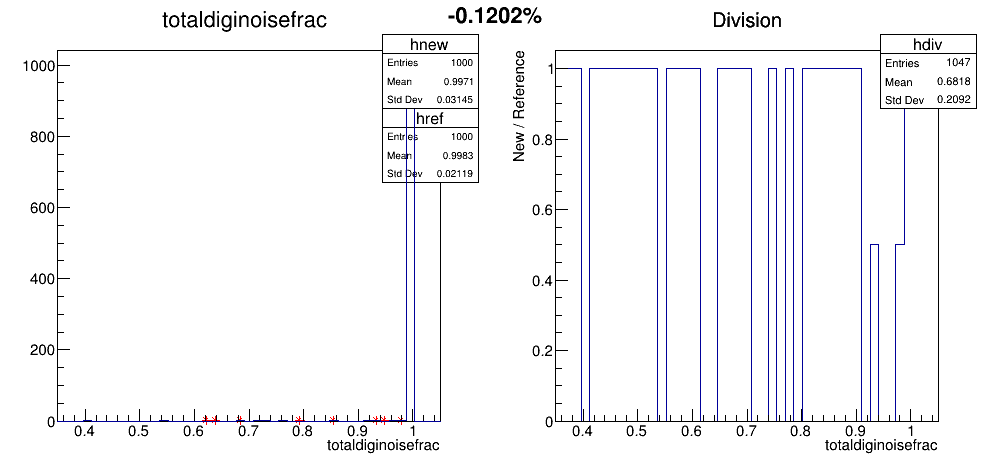 -0.1202%
totaldiginoisefrac
hnew
Entries 1000
Mean 0.9971
Std Dev 0.03145
href
Entries 1000
Mean 0.9983
Std Dev 0.02119
1000
800
600
400
200
0
0.4 0.5 0.6 0.7 0.8 0.9 1
totaldiginoisefrac
Division
hdiv
Entries 1047
Mean 0.6818
Std Dev 0.2092
New / Reference
1
0.8
0.6
0.4
0.2
0
0.4 0.5 0.6 0.7 0.8 0.9 1
totaldiginoisefrac